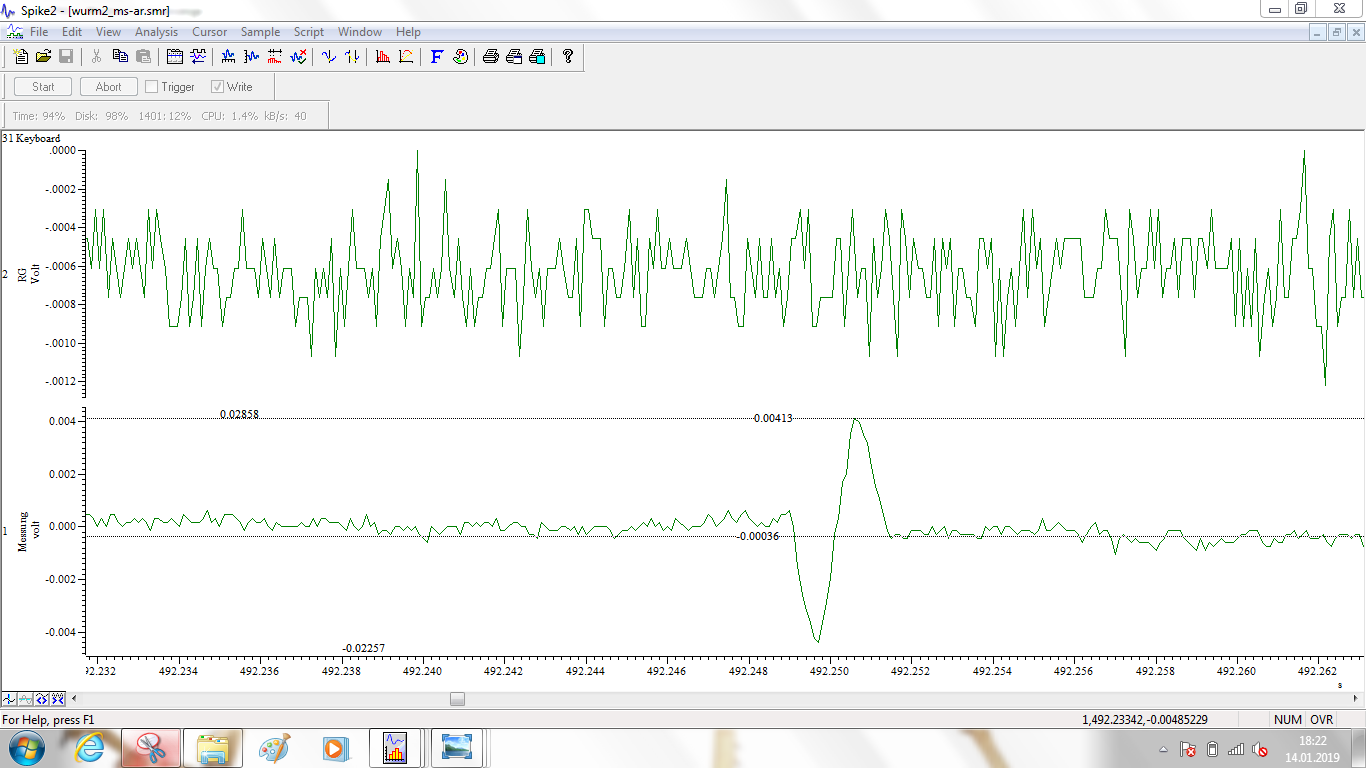 Spike2 - [wurm2_ms-ar.smr]
File Edit View Analysis Cursor Sample Script Window Help
Start Abort Trigger Write
Time: 94% Disk: 98% 1401: 12% CPU: 1.4% kB/s: 40
31 Keyboard
.0000
-.0002
-.0004
-.0006
-.0008
-.0010
-.0012
2
RG
Volt
0.02858
0.00413
0.004
0.002
0.000
-0.002
-0.004
1
Messung
volt
-0.00036
-0.02257
92.232 492.234 492.236 492.238 492.240 492.242 492.244 492.246 492.248 492.250 492.252 492.254 492.256 492.258 492.260 492.262
s
For Help, press F1
1,492.23342,-0.00485229
NUM OVR
18:22
14.01.2019